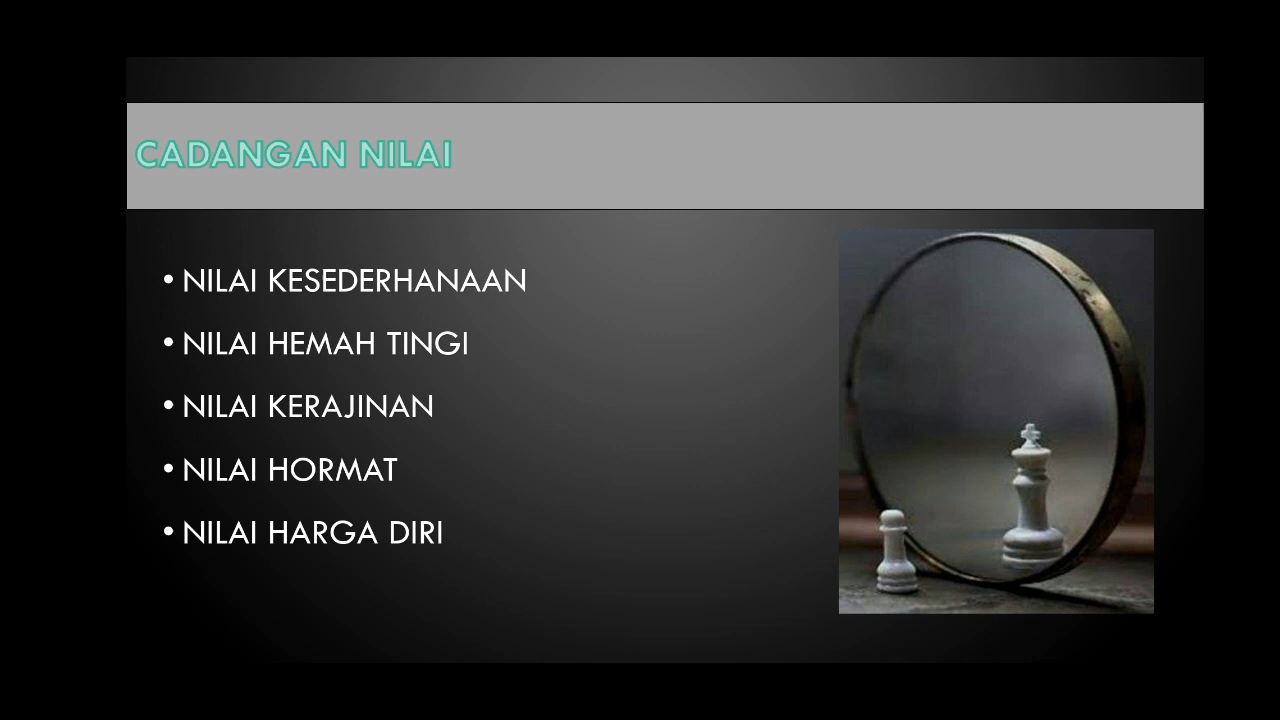 CADANGAN NILAI
• NILAI KESEDERHANAAN
• NILAI HEMAH TINGI
• NILAI KERAJINAN
• NILAI HORMAT
• NILAI HARGA DIRI